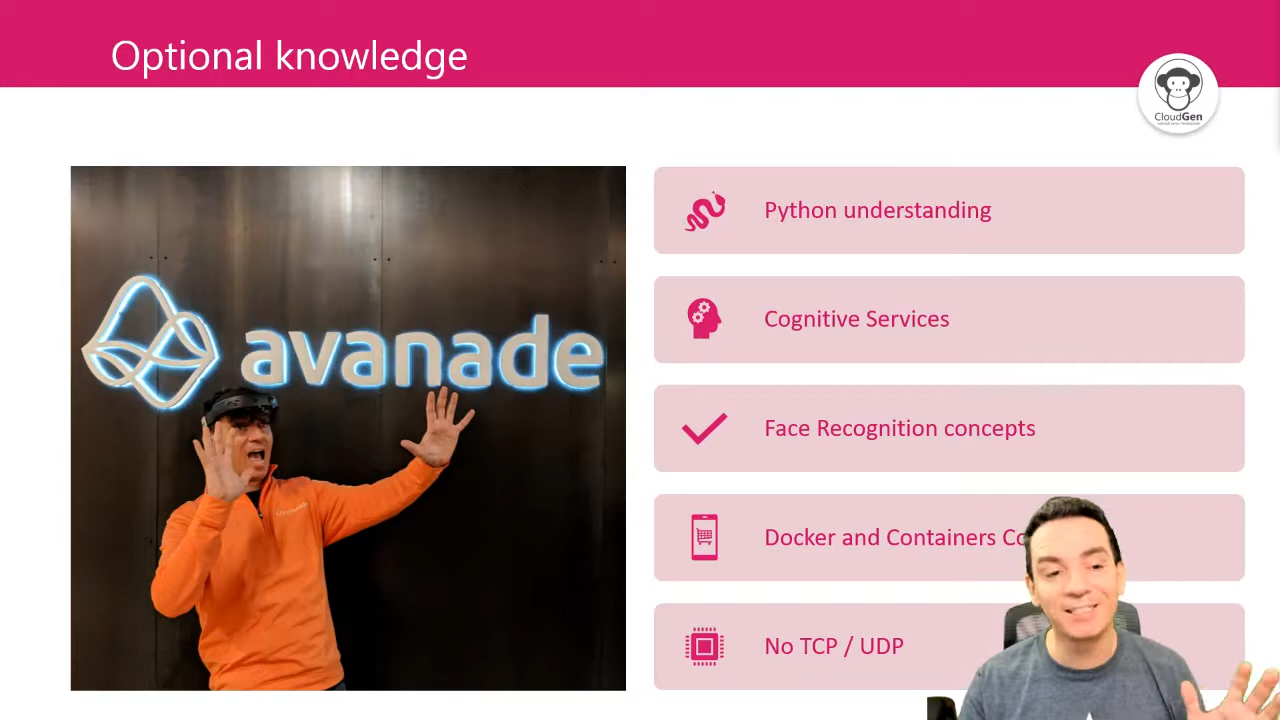 Optional knowledge
CloudGen
avanade
Python understanding
Cognitive Services
Face Recognition concepts
Docker and Containers
No TCP / UDP